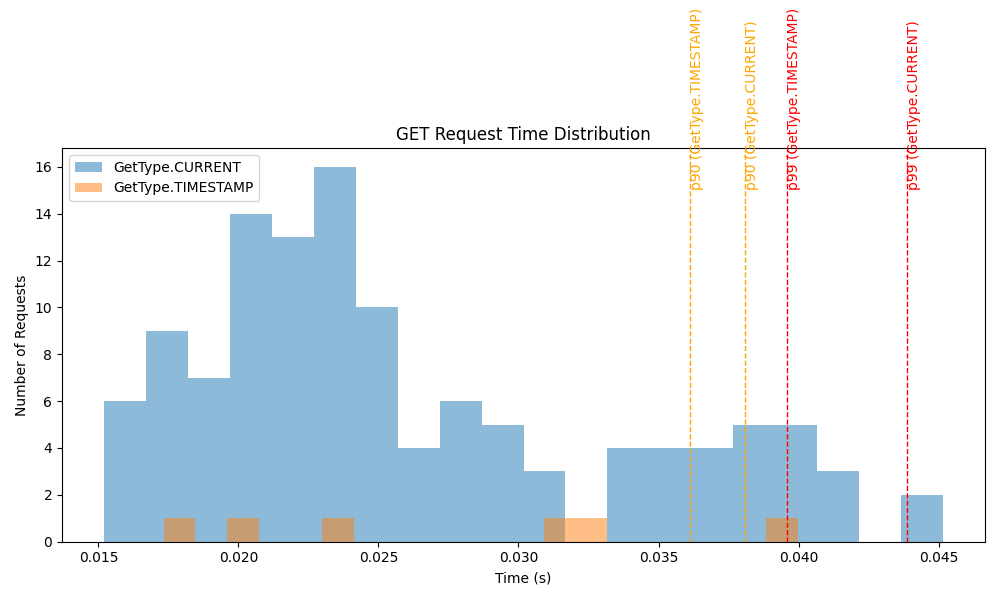 p90 (GetType.TIMESTAMP)
p90 (GetType.CURRENT)
p99 (GetType.TIMESTAMP)
p99 (GetType.CURRENT)
GET Request Time Distribution
GetType.CURRENT
GetType.TIMESTAMP
Number of Requests
16
14
12
10
8
6
4
2
0
0.015
0.020
0.025
0.030
0.035
0.040
0.045
Time (s)